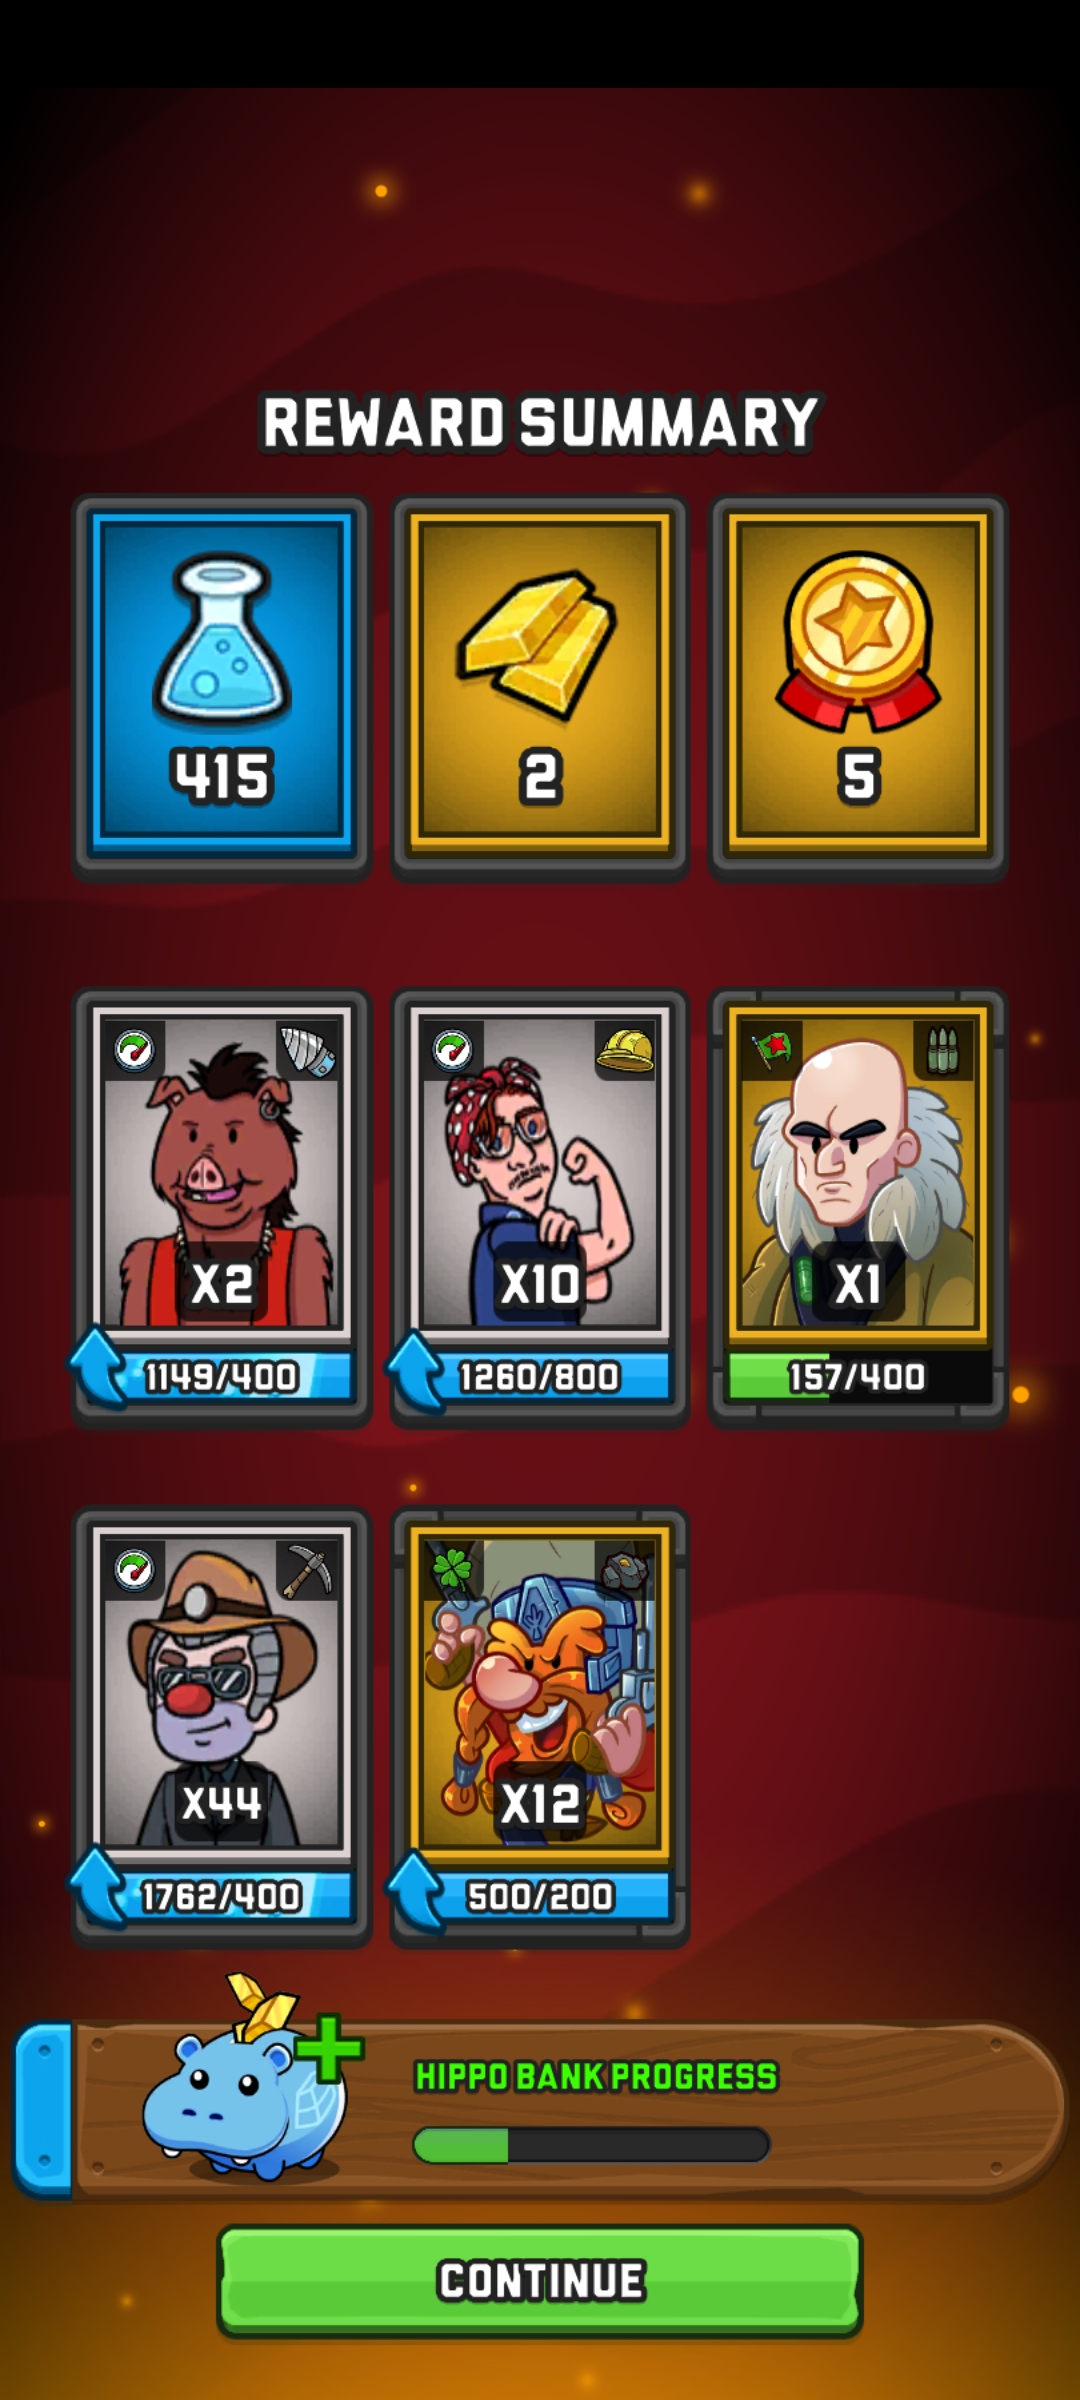 REWARD SUMMARY
415
2
5
X2
X10
X1
1149/400
1260/800
157/400
X44
X12
1762/400
500/200
HIPPO BANK PROGRESS
CONTINUE